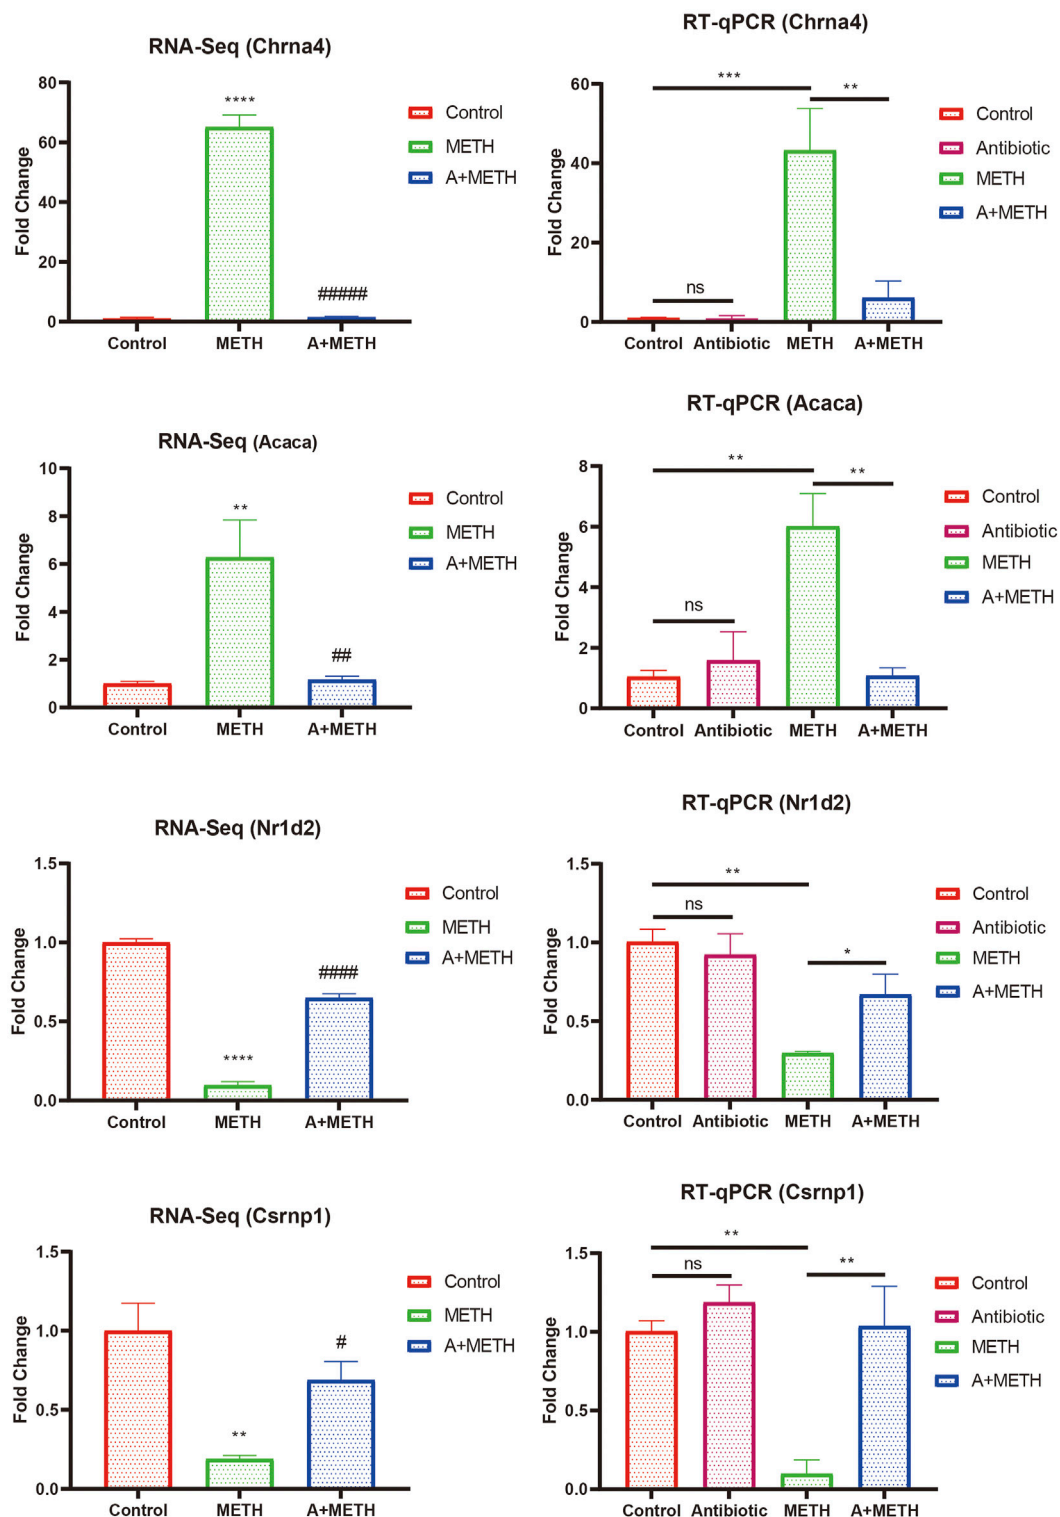 RNA-Seq (Chrna4)
Fold Change
80
60
40
20
0
****
#####
Control
METH
A+METH
Control
METH
A+METH
RT-qPCR (Chrna4)
Fold Change
60
40
20
0
***
**
ns
Control
Antibiotic
METH
A+METH
Control
Antibiotic
METH
A+METH
RNA-Seq (Acaca)
Fold Change
10
8
6
4
2
0
**
##
Control
METH
A+METH
Control
METH
A+METH
RT-qPCR (Acaca)
Fold Change
8
6
4
2
0
**
**
ns
Control
Antibiotic
METH
A+METH
Control
Antibiotic
METH
A+METH
RNA-Seq (Nr1d2)
Fold Change
1.5
1.0
0.5
0.0
****
####
Control
METH
A+METH
Control
METH
A+METH
RT-qPCR (Nr1d2)
Fold Change
1.5
1.0
0.5
0.0
**
ns
*
Control
Antibiotic
METH
A+METH
Control
Antibiotic
METH
A+METH
RNA-Seq (Csrnp1)
Fold Change
1.5
1.0
0.5
0.0
**
#
Control
METH
A+METH
Control
METH
A+METH
RT-qPCR (Csrnp1)
Fold Change
1.5
1.0
0.5
0.0
**
ns
**
Control
Antibiotic
METH
A+METH
Control
Antibiotic
METH
A+METH